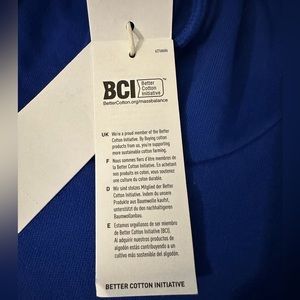 BCI
Better
Cotton
Initiative
BetterCotton.org/massbalance
UK We're a proud member of the Better
Cotton Initiative. By buying cotton
products from us, you're supporting
more sustainable cotton farming.
F Nous sommes fiers d'être membres de
la Better Cotton Initiative. En achetant
nos produits en coton, vous soutenez
une culture du coton durable.
D Wir sind stolzes Mitglied der Better
Cotton Initiative. Indem du unsere
Produkte aus Baumwolle kaufst,
unterstützt du den nachhaltigeren
Baumwollanbau.
E Estamos orgullosos de ser miembro
de Better Cotton Initiative (BCI).
Al adquirir nuestros productos de
algodón estás contribuyendo a un
cultivo más sostenible del algodón.
BETTER COTTON INITIATIVE